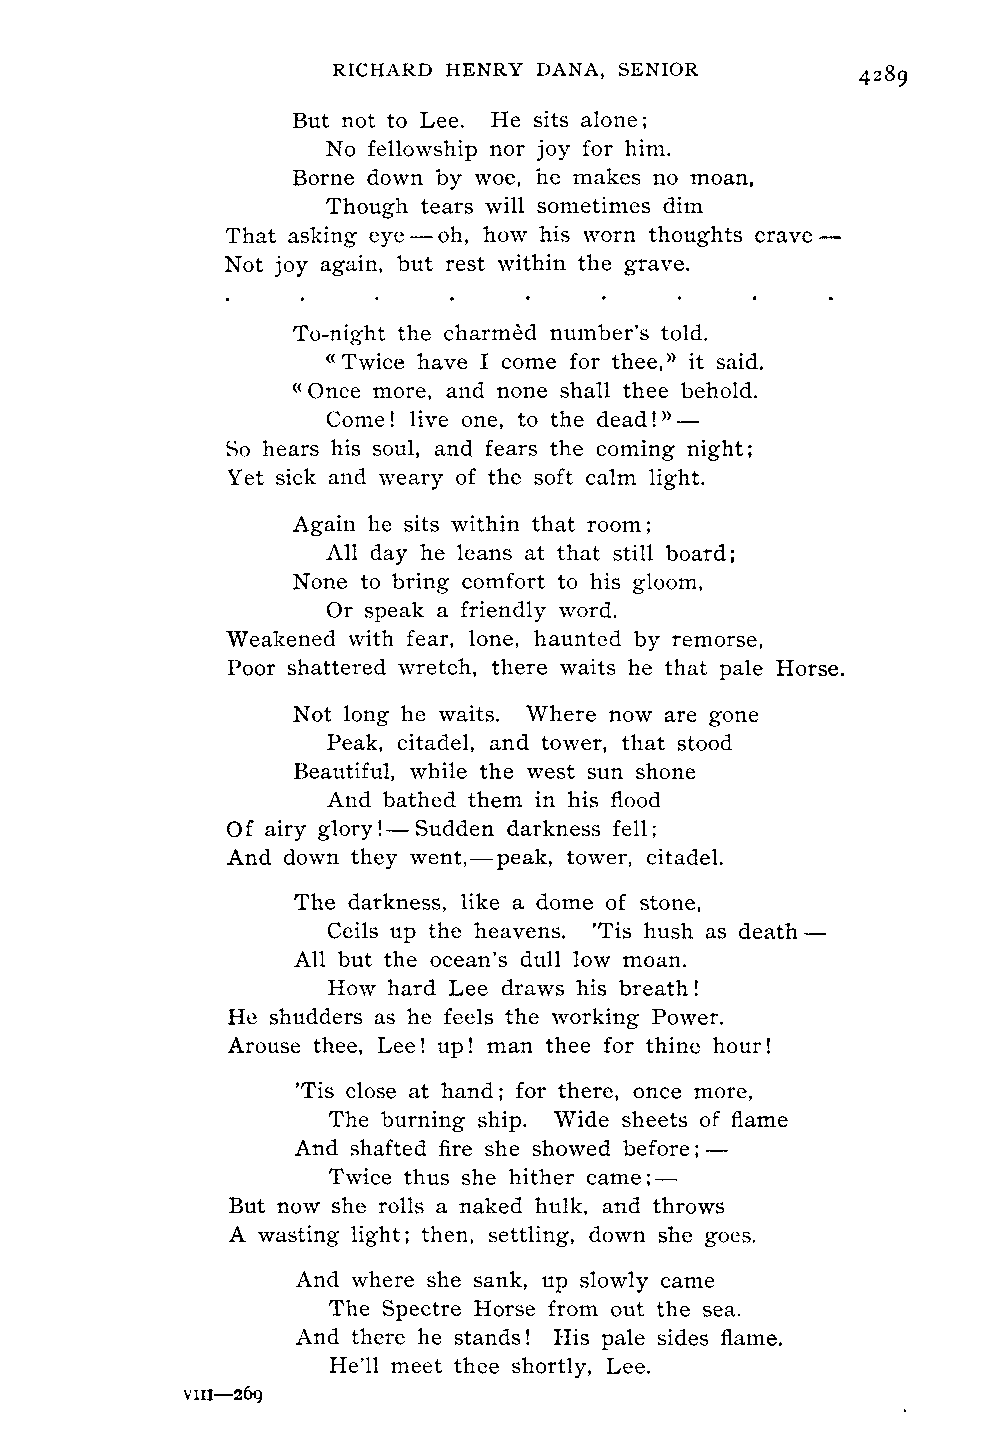 RICHARD HENRY DANA, SENIOR 4289
But not to Lee. He sits alone;
No fellowship nor joy for him.
Borne down by woe, he makes no moan,
Though tears will sometimes dim
That asking eye—oh, how his worn thoughts crave—
Not joy again, but rest within the grave.
. . . . . . . . .
To-night the charmèd number's told.
«Twice have I come for thee,» it said.
«Once more, and none shall thee behold.
Come! live one, to the dead!»—
So hears his soul, and fears the coming night;
Yet sick and weary of the soft calm light.
Again he sits within that room;
All day he leans at that still board;
None to bring comfort to his gloom,
Or speak a friendly word.
Weakened with fear, lone, haunted by remorse,
Poor shattered wretch, there waits he that pale Horse.
Not long he waits. Where now are gone
Peak, citadel, and tower, that stood
Beautiful, while the west sun shone
And bathed them in his flood
Of airy glory!—Sudden darkness fell;
And down they went,—peak, tower, citadel.
The darkness, like a dome of stone,
Ceils up the heavens. 'Tis hush as death—
All but the ocean's dull low moan.
How hard Lee draws his breath!
He shudders as he feels the working Power.
Arouse thee, Lee! up! man thee for thine hour!
'Tis close at hand; for there, once more,
The burning ship. Wide sheets of flame
And shafted fire she showed before;—
Twice thus she hither came;—
But now she rolls a naked hulk, and throws
A wasting light; then, settling, down she goes.
And where she sank, up slowly came
The Spectre Horse from out the sea.
And there he stands! His pale sides flame.
He'll meet thee shortly, Lee.
VIII—269